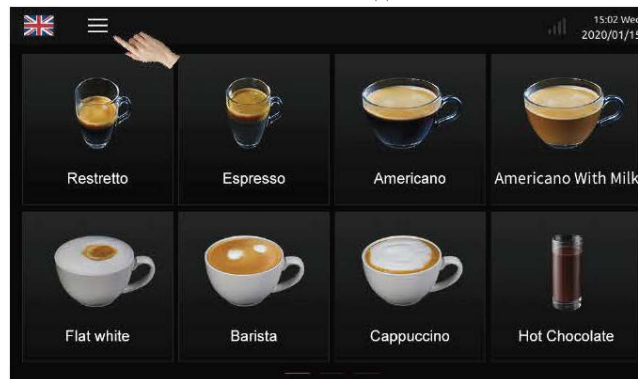 15:02 Wed
2020/01/15
Restretto
Espresso
Americano
Americano With Milk
Flat white
Barista
Cappuccino
Hot Chocolate